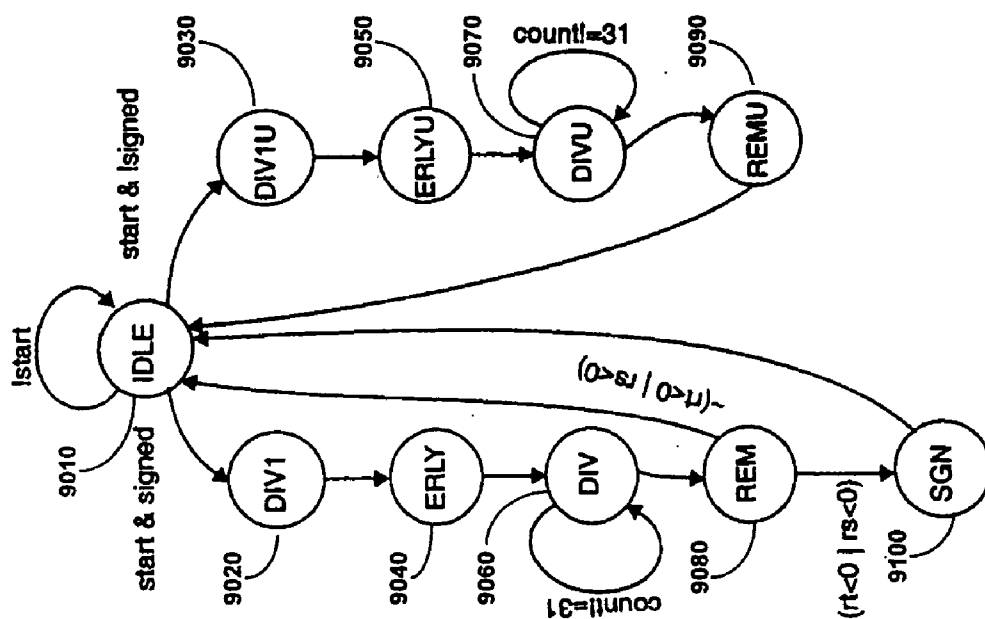 !start
IDLE
9010
start & signed
start & !signed
DIV1
9020
DIV1U
9030
ERLY
9040
ERLYU
9050
DIV
9060
count!=31
DIVU
9070
count!=31
REM
9080
~(rt<0 | rs<0)
REMU
9090
(rt<0 | rs<0)
SGN
9100